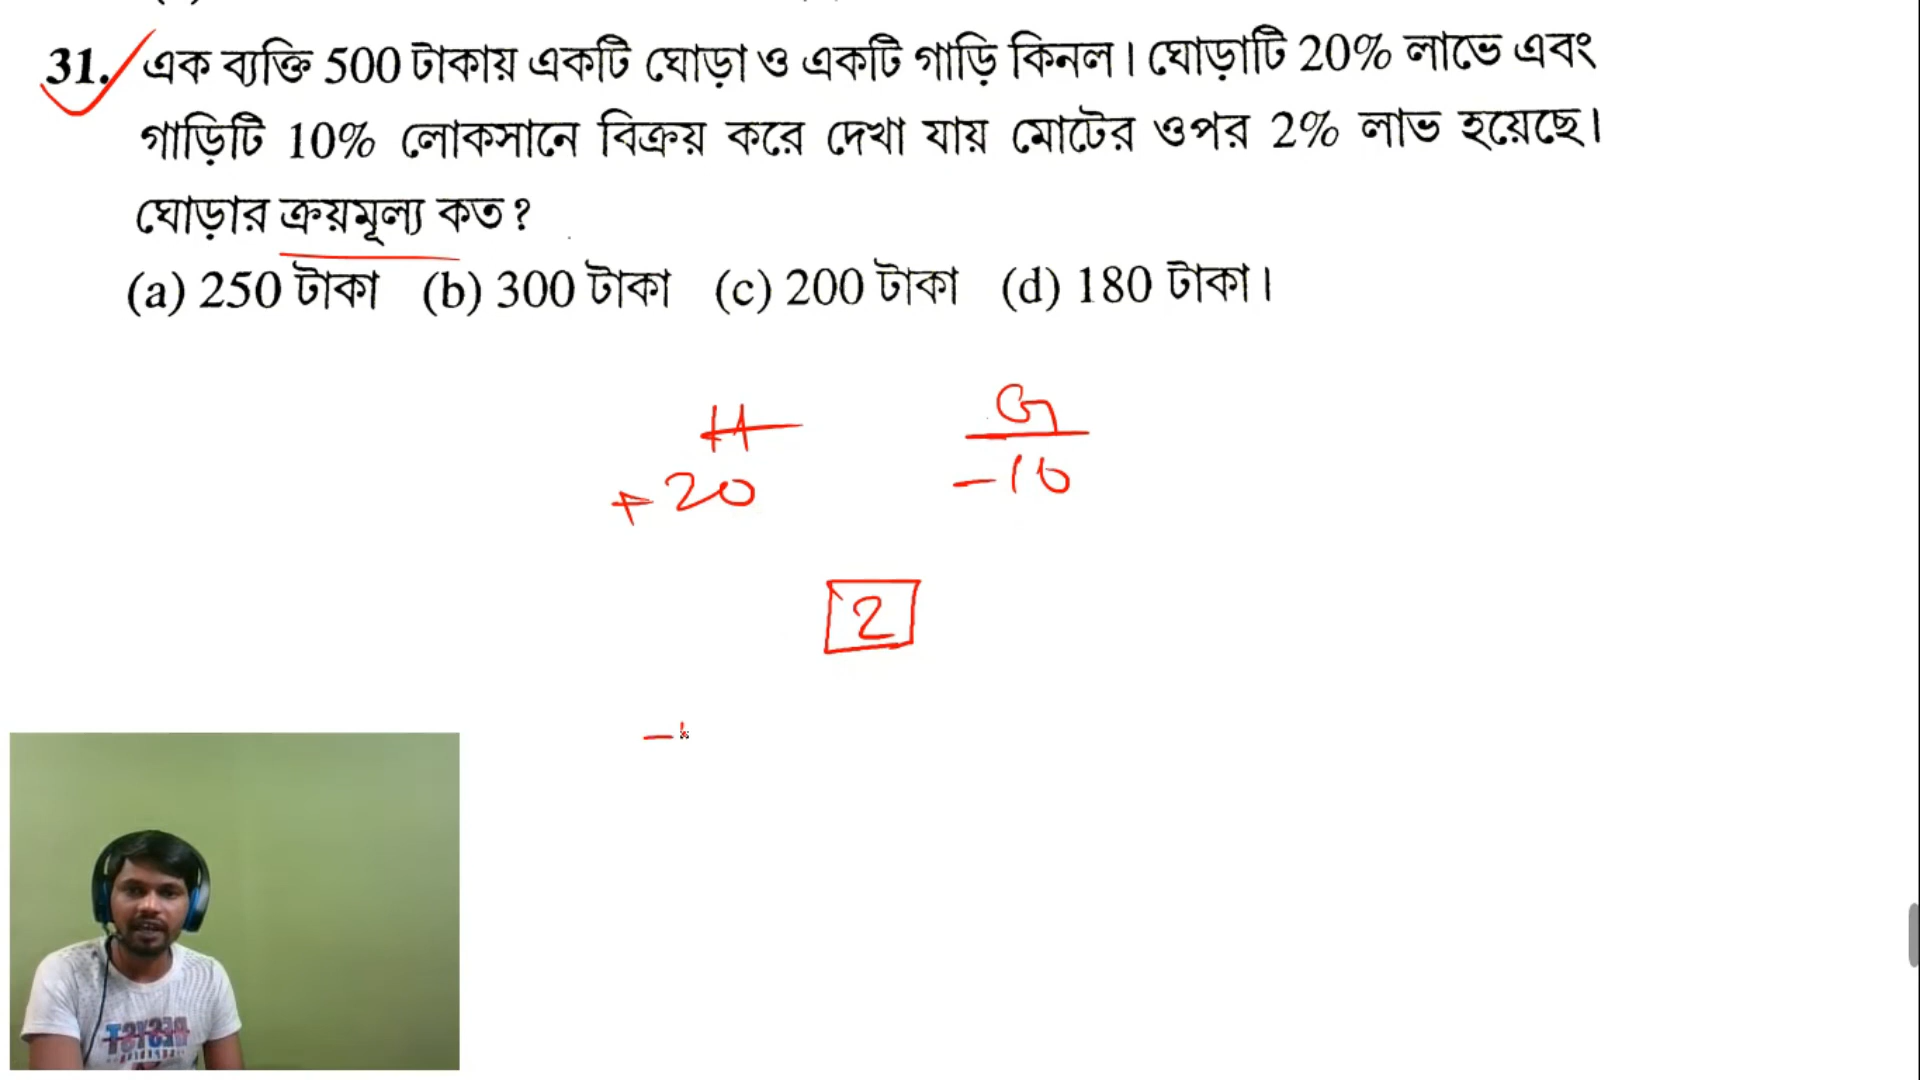 31. এক ব্যক্তি 500 টাকায় একটি ঘোড়া ও একটি গাড়ি কিনল। ঘোড়াটি 20% লাভে এবং
গাড়িটি 10% লোকসানে বিক্রয় করে দেখা যায় মোটের ওপর 2% লাভ হয়েছে।
ঘোড়ার ক্রয়মূল্য কত?
(a) 250 টাকা (b) 300 টাকা (c) 200 টাকা (d) 180 টাকা।
H G
+20 -10
2